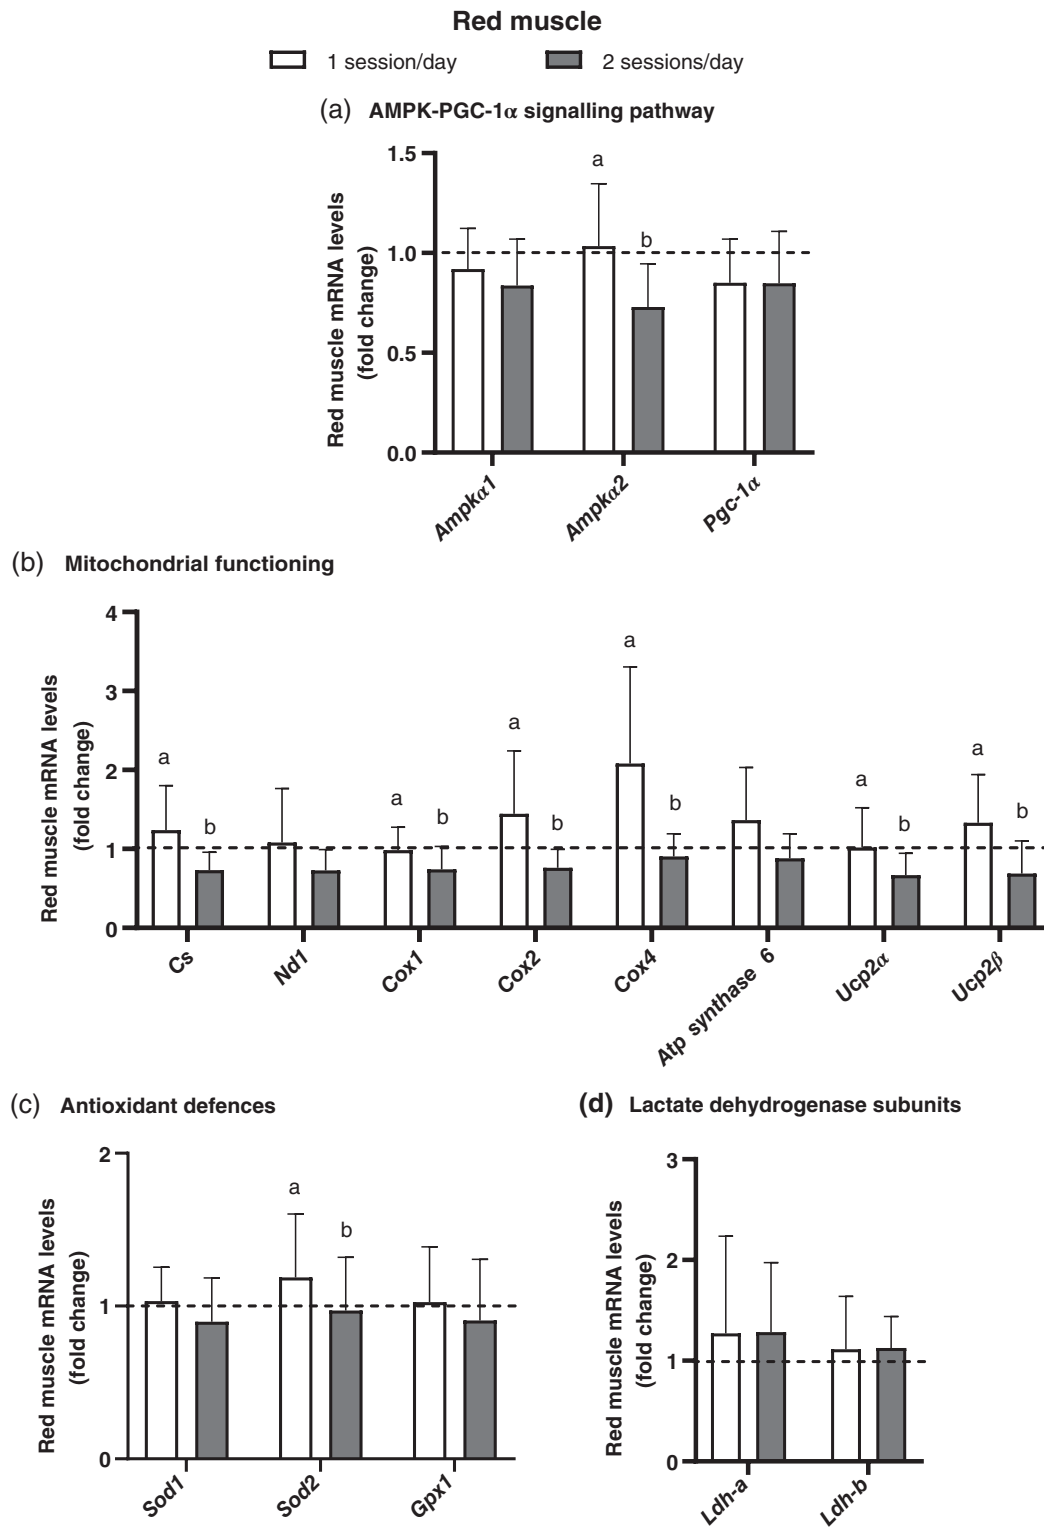 Red muscle
1 session/day
2 sessions/day
(a) AMPK-PGC-1α signalling pathway
Red muscle mRNA levels
(fold change)
1.5
1.0
0.5
0.0
a
b
Ampkα1
Ampkα2
Pgc-1α
(b) Mitochondrial functioning
Red muscle mRNA levels
(fold change)
4
3
2
1
0
a
b
a
b
a
b
a
b
a
b
a
b
Cs
Nd1
Cox1
Cox2
Cox4
Atp synthase 6
Ucp2α
Ucp2β
(c) Antioxidant defences
Red muscle mRNA levels
(fold change)
2
1
0
a
b
Sod1
Sod2
Gpx1
(d) Lactate dehydrogenase subunits
Red muscle mRNA levels
(fold change)
3
2
1
0
Ldh-a
Ldh-b